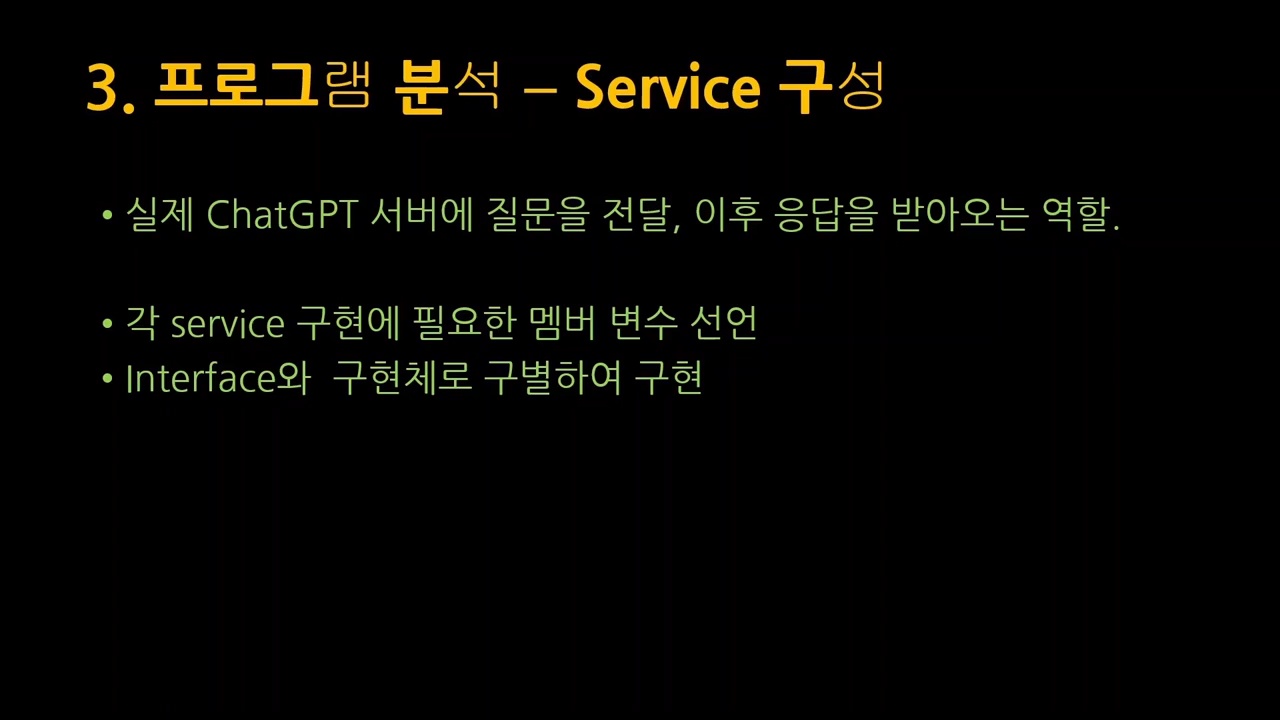 3. 프로그램 분석 – Service 구성
• 실제 ChatGPT 서버에 질문을 전달, 이후 응답을 받아오는 역할.
• 각 service 구현에 필요한 멤버 변수 선언
• Interface와  구현체로 구별하여 구현